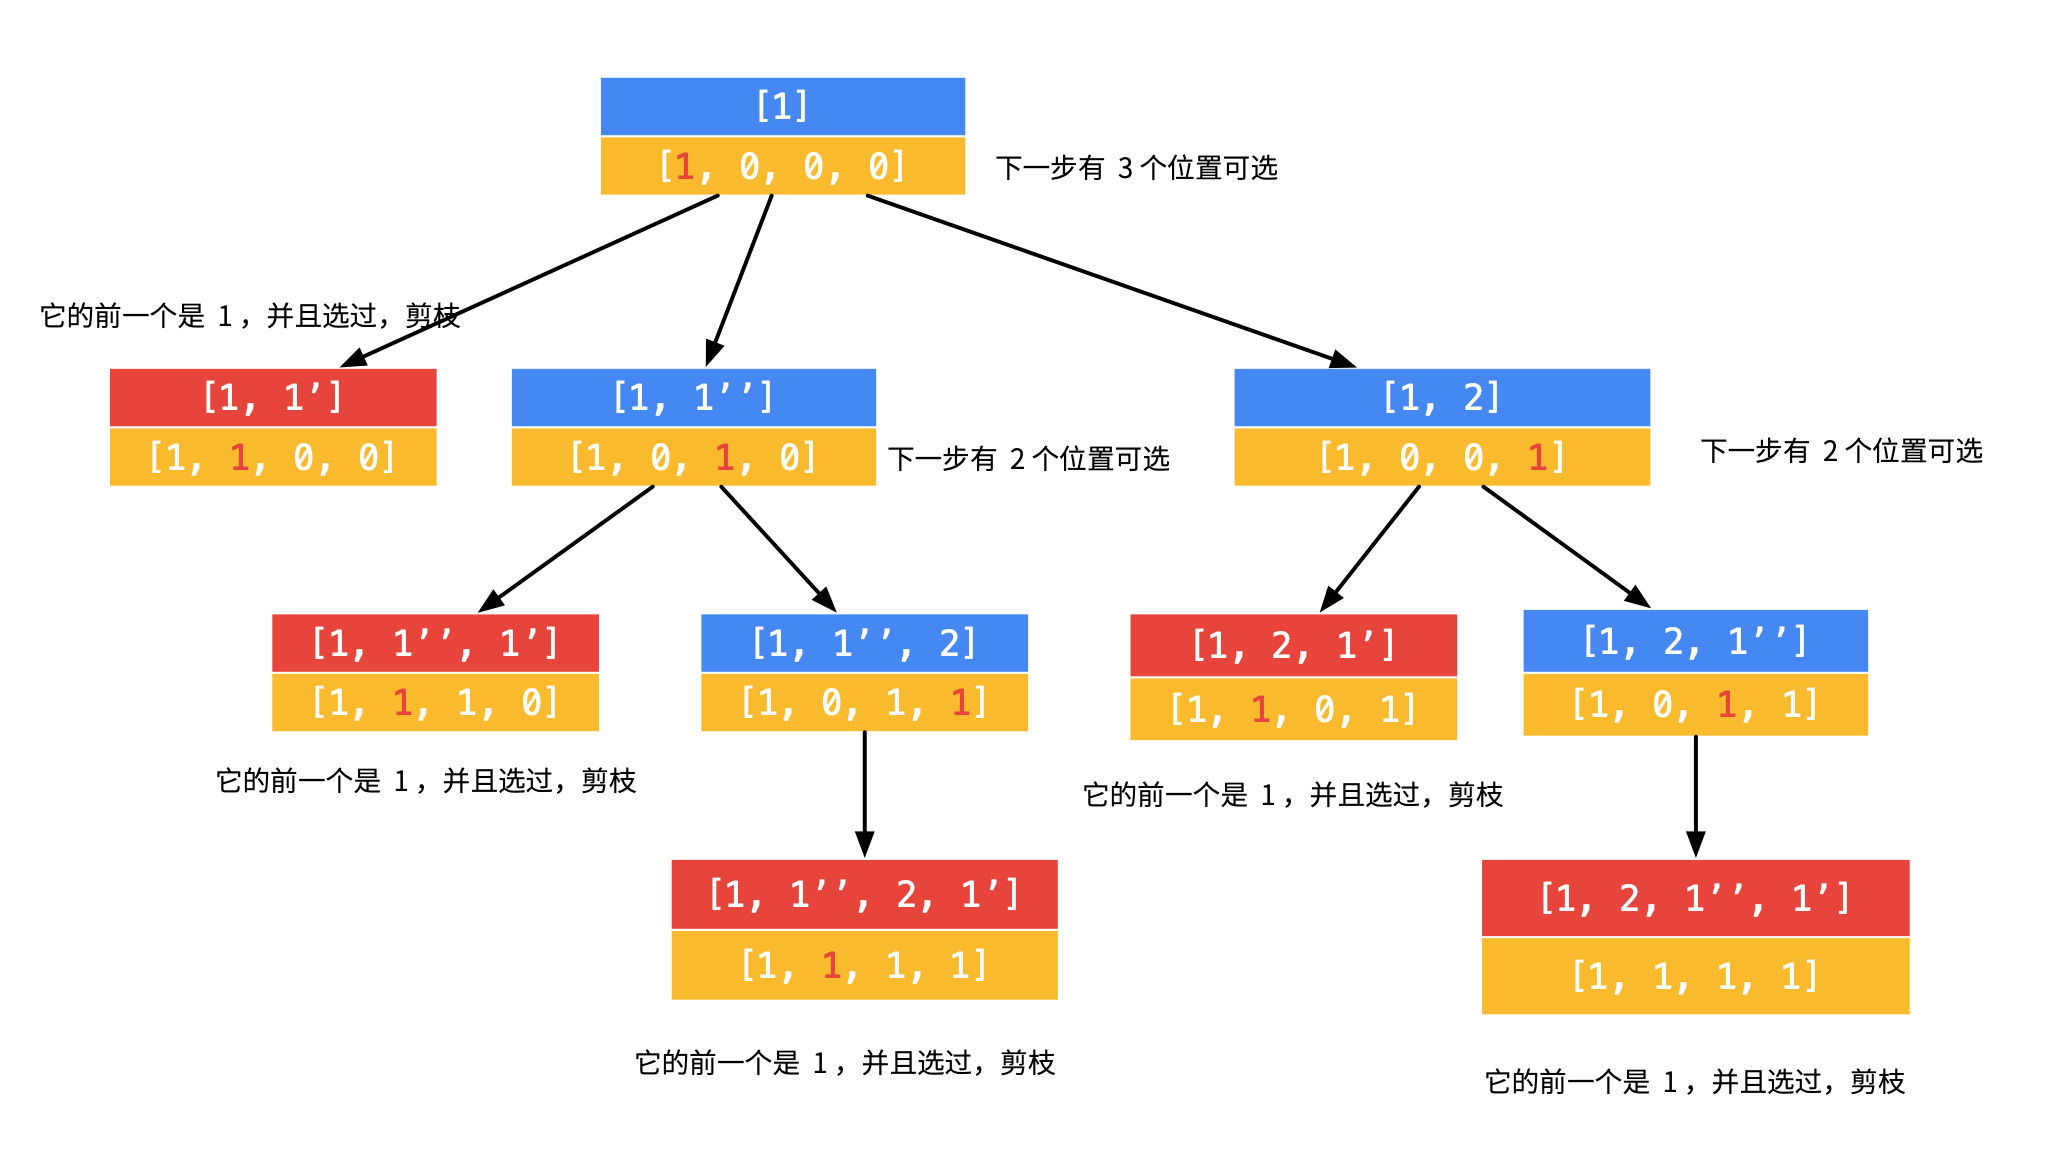 [1]
[1, 0, 0, 0]
下一步有 3 个位置可选
它的前一个是 1，并且选过，剪枝
[1, 1’]
[1, 1, 0, 0]
[1, 1’’]
[1, 0, 1, 0]
下一步有 2 个位置可选
[1, 2]
[1, 0, 0, 1]
下一步有 2 个位置可选
[1, 1’’, 1’]
[1, 1, 1, 0]
它的前一个是 1，并且选过，剪枝
[1, 1’’, 2]
[1, 0, 1, 1]
[1, 2, 1’]
[1, 1, 0, 1]
它的前一个是 1，并且选过，剪枝
[1, 2, 1’’]
[1, 0, 1, 1]
[1, 1’’, 2, 1’]
[1, 1, 1, 1]
它的前一个是 1，并且选过，剪枝
[1, 2, 1’’, 1’]
[1, 1, 1, 1]
它的前一个是 1，并且选过，剪枝